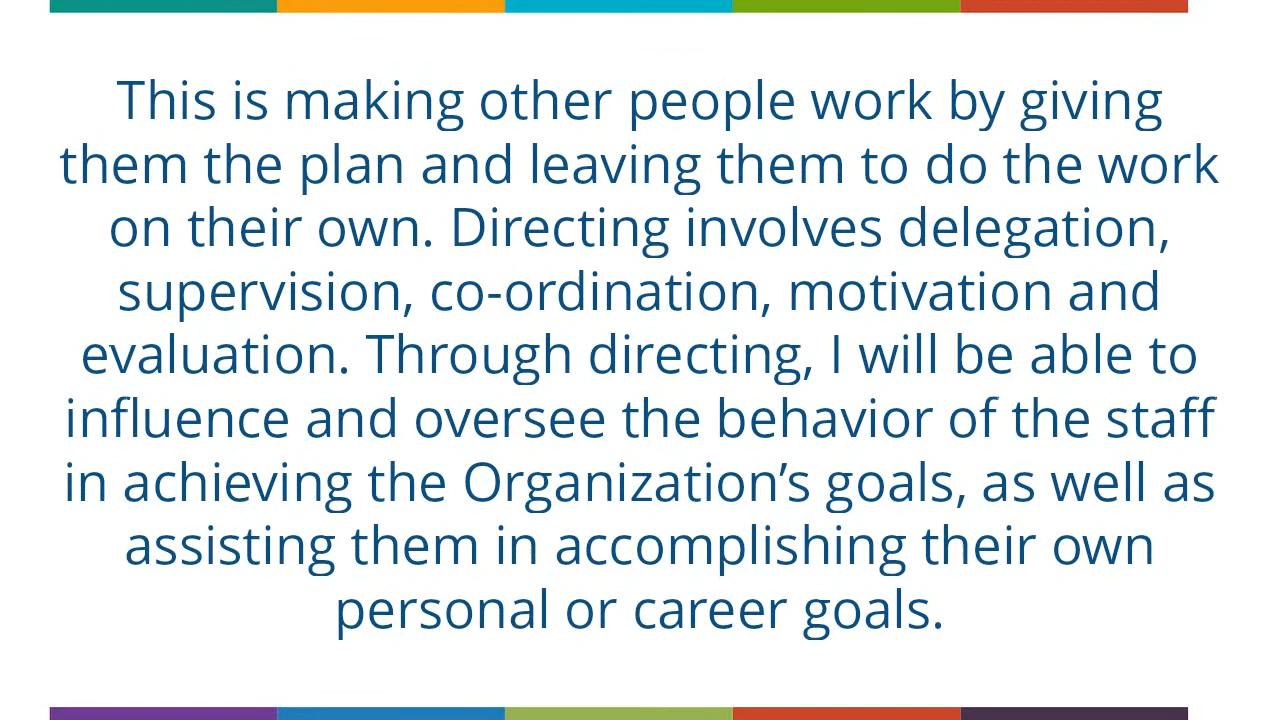 This is making other people work by giving
them the plan and leaving them to do the work
on their own. Directing involves delegation,
supervision, co-ordination, motivation and
evaluation. Through directing, I will be able to
influence and oversee the behavior of the staff
in achieving the Organization’s goals, as well as
assisting them in accomplishing their own
personal or career goals.